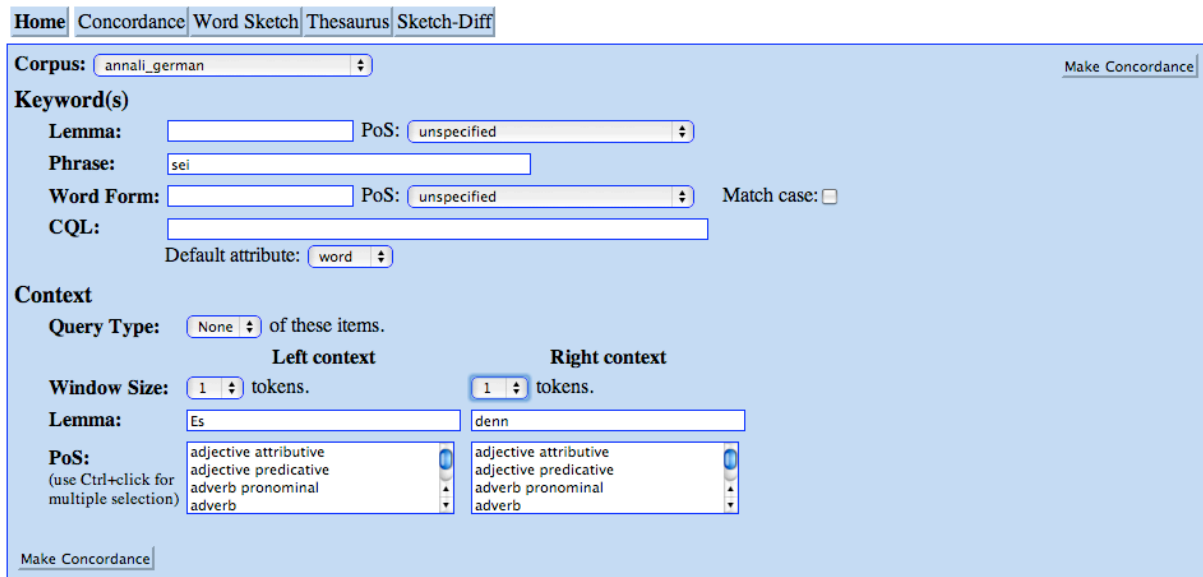 Home Concordance Word Sketch Thesaurus Sketch-Diff
Corpus: annali_german Make Concordance
Keyword(s)
Lemma: PoS: unspecified
Phrase: sei
Word Form: PoS: unspecified Match case:
CQL:
Default attribute: word
Context
Query Type: None of these items.
Left context Right context
Window Size: 1 tokens. 1 tokens.
Lemma: Es denn
PoS: adjective attributive adjective attributive
(use Ctrl+click for adjective predicative adjective predicative
multiple selection) adverb pronominal adverb pronominal
adverb adverb
Make Concordance